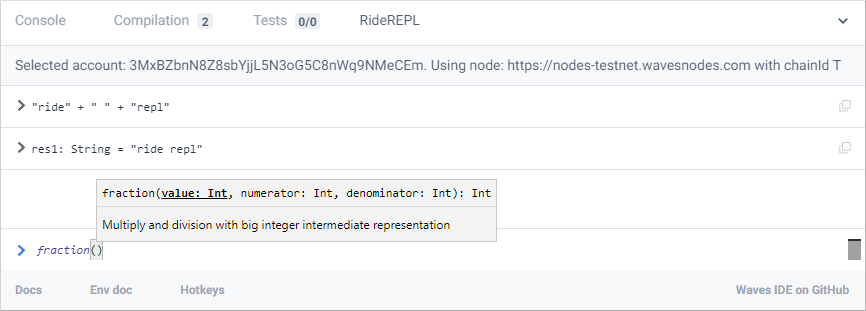 Console Compilation 2 Tests 0/0 RideREPL
Selected account: 3MxBZbnN8Z8sbYjjL5N3oG5C8nWq9NMeCEm. Using node: https://nodes-testnet.wavesnodes.com with chainId T
"ride" + " " + "repl"
res1: String = "ride repl"
fraction(value: Int, numerator: Int, denominator: Int): Int
Multiply and division with big integer intermediate representation
fraction()
Docs Env doc Hotkeys Waves IDE on GitHub